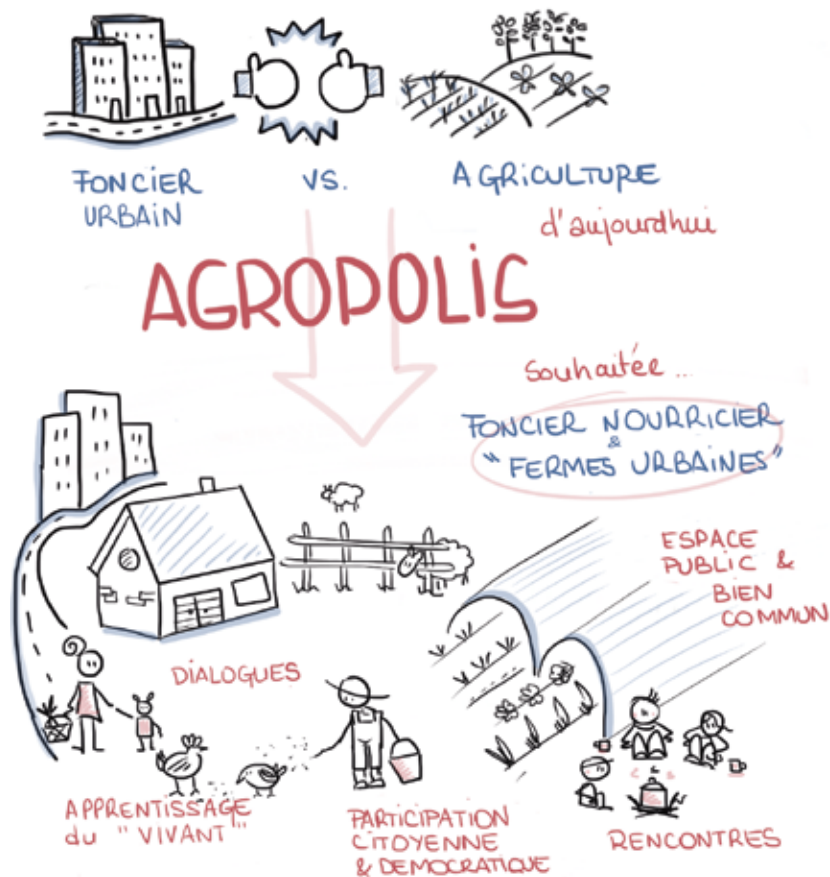 FONCIER VS. AGRICULTURE
URBAIN
d'aujourdhui
AGROPOLIS
Souhaitée ...
FONCIER NOURRICIER
&
"FERMES URBAINES"
ESPACE
PUBLIC &
BIEN
COMMUN
DIALOGUES
APPRENTISSAGE
du "VIVANT"
PARTICIPATION
CITOYENNE
& DEMOCRATIQUE
RENCONTRES